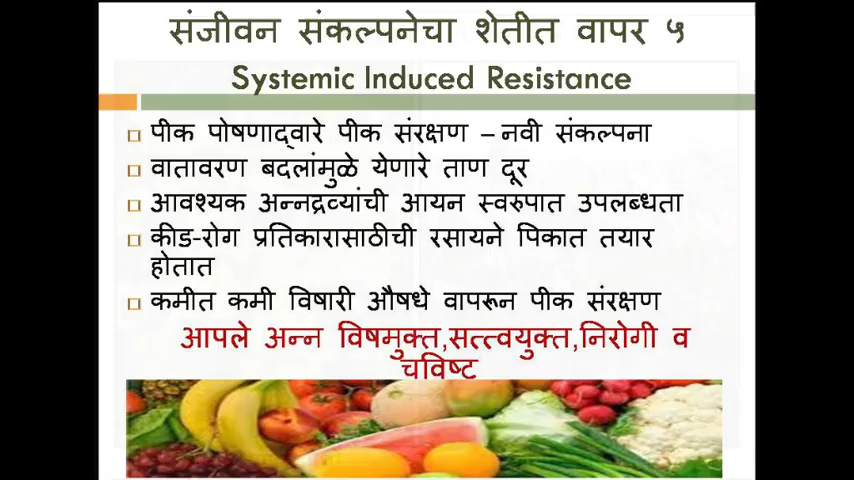 संजीवन संकल्पनेचा शेतीत वापर ५
Systemic Induced Resistance
पीक पोषणाद्वारे पीक संरक्षण – नवी संकल्पना
वातावरण बदलांमुळे येणारे ताण दूर
आवश्यक अन्नद्रव्यांची आयन स्वरुपात उपलब्धता
कीड-रोग प्रतिकारासाठीची रसायने पिकात तयार
होतात
कमीत कमी विषारी औषधे वापरून पीक संरक्षण
आपले अन्न विषमुक्त,सत्त्वयुक्त,निरोगी व
चविष्ट